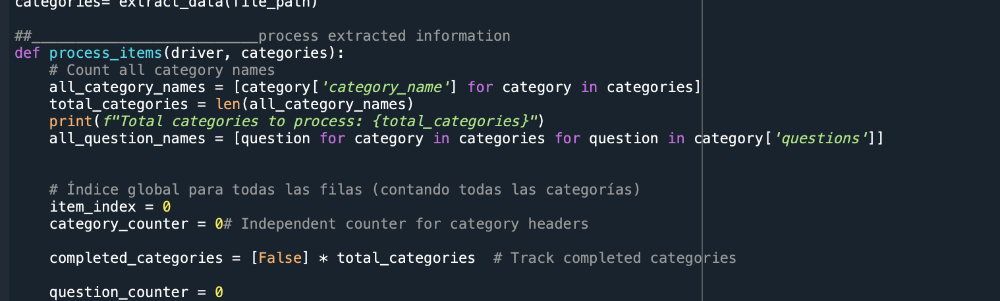 categories= extract_data(file_path)
##__________________________process extracted information
def process_items(driver, categories):
    # Count all category names
    all_category_names = [category['category_name'] for category in categories]
    total_categories = len(all_category_names)
    print(f"Total categories to process: {total_categories}")
    all_question_names = [question for category in categories for question in category['questions']]
    # Índice global para todas las filas (contando todas las categorías)
    item_index = 0
    category_counter = 0# Independent counter for category headers
    completed_categories = [False] * total_categories  # Track completed categories
    question_counter = 0